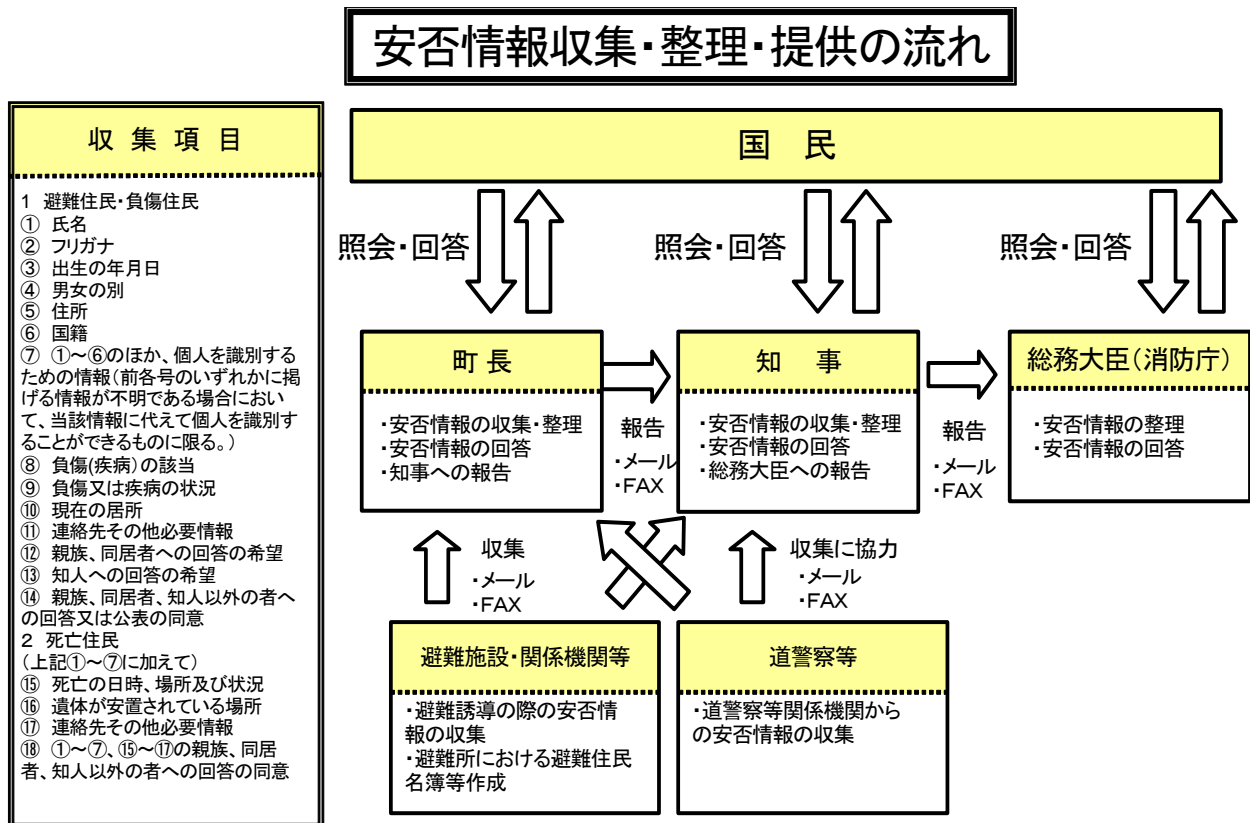 安否情報収集・整理・提供の流れ
収集項目
1 避難住民・負傷住民
① 氏名
② フリガナ
③ 出生の年月日
④ 男女の別
⑤ 住所
⑥ 国籍
⑦ ①～⑥のほか、個人を識別する
ための情報(前各号のいずれかに掲
げる情報が不明である場合におい
て、当該情報に代えて個人を識別す
ることができるものに限る。)
⑧ 負傷(疾病)の該当
⑨ 負傷又は疾病の状況
⑩ 現在の居所
⑪ 連絡先その他必要情報
⑫ 親族、同居者への回答の希望
⑬ 知人への回答の希望
⑭ 親族、同居者、知人以外の者へ
の回答又は公表の同意
2 死亡住民
(上記①～⑦に加えて)
⑮ 死亡の日時、場所及び状況
⑯ 遺体が安置されている場所
⑰ 連絡先その他必要情報
⑱ ①～⑦、⑮～⑰の親族、同居
者、知人以外の者への回答の同意
国民
照会・回答
照会・回答
照会・回答
町長
・安否情報の収集・整理
・安否情報の回答
・知事への報告
報告
・メール
・FAX
知事
・安否情報の収集・整理
・安否情報の回答
・総務大臣への報告
報告
・メール
・FAX
総務大臣(消防庁)
・安否情報の整理
・安否情報の回答
収集
・メール
・FAX
収集に協力
・メール
・FAX
避難施設・関係機関等
・避難誘導の際の安否情
報の収集
・避難所における避難住民
名簿等作成
道警察等
・道警察等関係機関から
の安否情報の収集